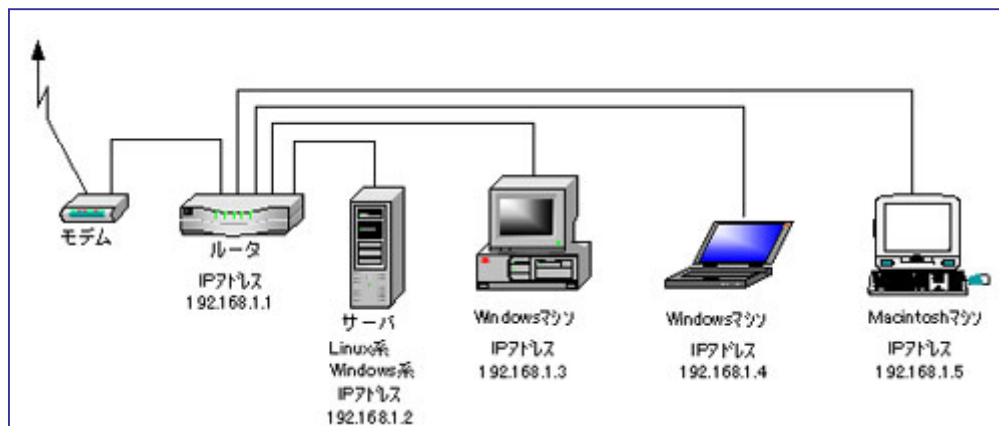 モデム
ルータ
IPアドレス
192.168.1.1
サーバ
Linux系
Windows系
IPアドレス
192.168.1.2
Windowsマシン
IPアドレス
192.168.1.3
Windowsマシン
IPアドレス
192.168.1.4
Macintoshマシン
IPアドレス
192.168.1.5